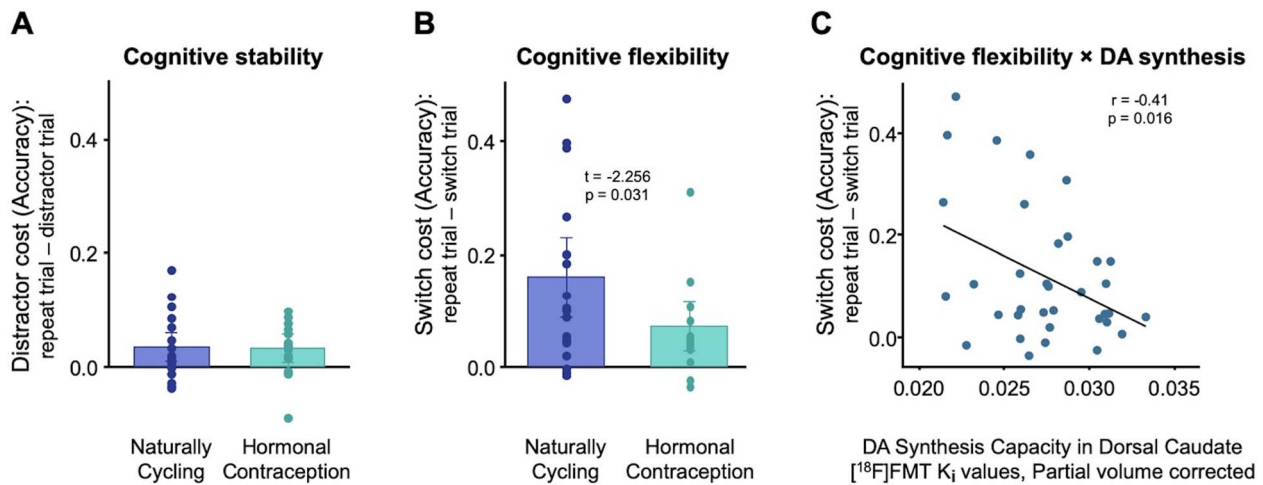 A
Cognitive stability
Distractor cost (Accuracy):
repeat trial – distractor trial
0.4
0.2
0.0
Naturally
Cycling
Hormonal
Contraception
B
Cognitive flexibility
Switch cost (Accuracy):
repeat trial – switch trial
0.4
0.2
0.0
t = -2.256
p = 0.031
Naturally
Cycling
Hormonal
Contraception
C
Cognitive flexibility × DA synthesis
Switch cost (Accuracy):
repeat trial – switch trial
0.4
0.2
0.0
r = -0.41
p = 0.016
0.020 0.025 0.030 0.035
DA Synthesis Capacity in Dorsal Caudate
[¹⁸F]FMT Kᵢ values, Partial volume corrected